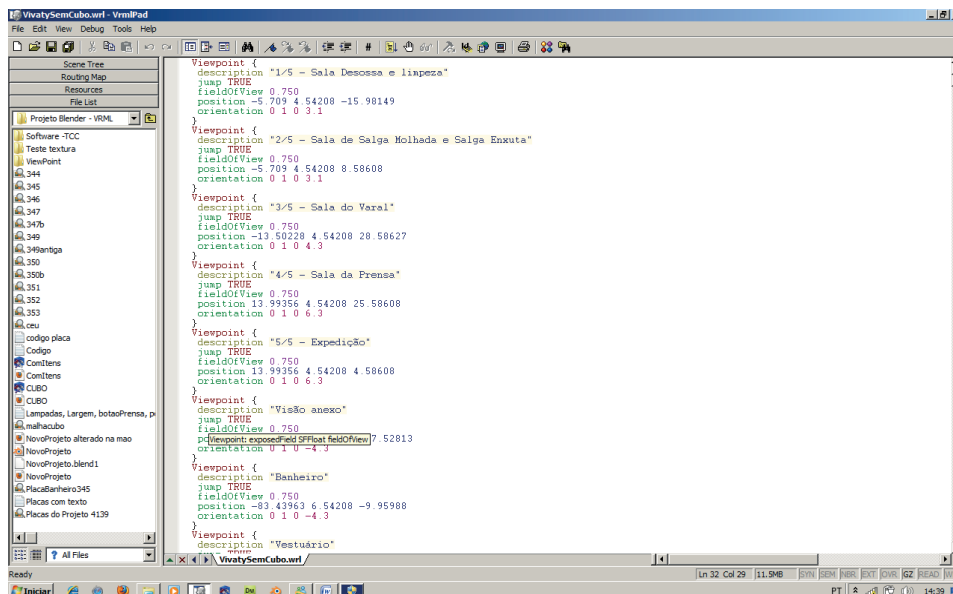 VivatySemCubo.wrl - VrmlPad
File Edit View Debug Tools Help
Scene Tree
Routing Map
Resources
File List
Projeto Blender - VRML
Software -TCC
Teste textura
ViewPoint
344
345
346
347
347b
349
349antiga
350
350b
351
352
353
ceu
codigo placa
Codigo
ComItens
ComItens
CUBO
CUBO
Lampadas, Largem, botaoPrensa, p
malhacubo
NovoProjeto alterado na mao
NovoProjeto
NovoProjeto.blend1
NovoProjeto
PlacaBanheiro345
Placas com texto
Placas do Projeto 4139
All Files
Viewpoint {
description "1/5 - Sala Desossa e limpeza"
jump TRUE
fieldOfView 0.750
position -5.709 4.54208 -15.98149
orientation 0 1 0 3.1
}
Viewpoint {
description "2/5 - Sala de Salga Molhada e Salga Enxuta"
jump TRUE
fieldOfView 0.750
position -5.709 4.54208 8.58608
orientation 0 1 0 3.1
}
Viewpoint {
description "3/5 - Sala do Varal"
jump TRUE
fieldOfView 0.750
position -13.50228 4.54208 28.58627
orientation 0 1 0 4.3
}
Viewpoint {
description "4/5 - Sala da Prensa"
jump TRUE
fieldOfView 0.750
position 13.99356 4.54208 25.58608
orientation 0 1 0 6.3
}
Viewpoint {
description "5/5 - Expedição"
jump TRUE
fieldOfView 0.750
position 13.99356 4.54208 4.58608
orientation 0 1 0 6.3
}
Viewpoint {
description "Visão anexo"
jump TRUE
fieldOfView 0.750
po Viewpoint: exposedField SFFloat fieldOfView 7.52813
orientation 0 1 0 -4.3
}
Viewpoint {
description "Banheiro"
jump TRUE
fieldOfView 0.750
position -83.43963 6.54208 -9.95988
orientation 0 1 0 -4.3
}
Viewpoint {
description "Vestuário"
jump TRUE
VivatySemCubo.wrl
Ready
Ln 32 Col 29 11.5MB SYN SEM NBR EXT OVR GZ READ W
Iniciar
PT 14:39